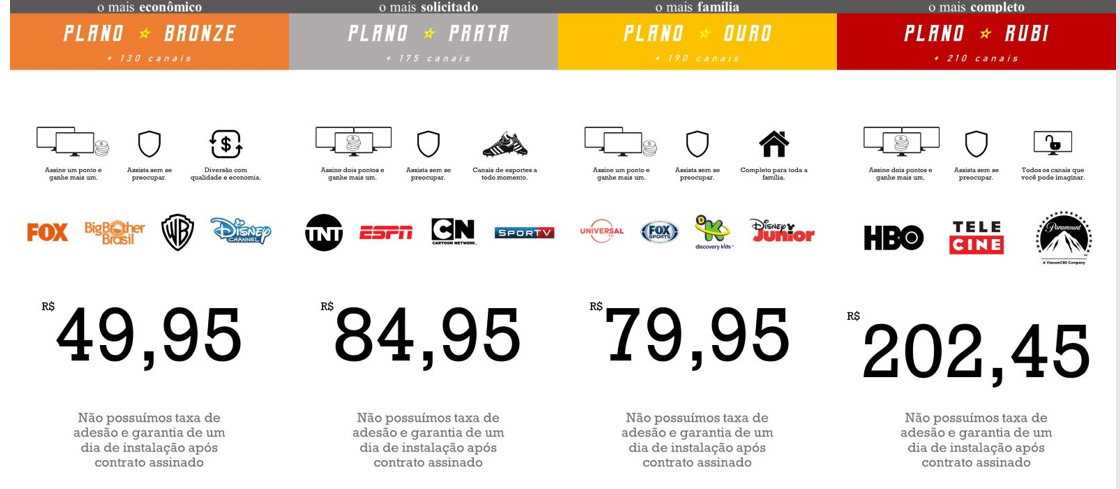 o mais econômico
PLANO ☆ BRONZE
+ 130 canais
Assine um ponto e
ganhe mais um.
Assista sem se
preocupar.
Diversão com
qualidade e economia.
FOX
BigBrother
Brasil
WB
Disney
CHANNEL
R$
49,95
Não possuímos taxa de
adesão e garantia de um
dia de instalação após
contrato assinado
o mais solicitado
PLANO ☆ PRATA
+ 175 canais
Assine dois pontos e
ganhe mais um.
Assista sem se
preocupar.
Canais de esportes a
todo momento.
TNT
ESPN
CN
CARTOON NETWORK
SPORTV
R$
84,95
Não possuímos taxa de
adesão e garantia de um
dia de instalação após
contrato assinado
o mais família
PLANO ☆ OURO
+ 190 canais
Assine um ponto e
ganhe mais um.
Assista sem se
preocupar.
Completo para toda a
família.
UNIVERSAL
TV
FOX
SPORTS
D
K
discovery kids
Disney
Junior
R$
79,95
Não possuímos taxa de
adesão e garantia de um
dia de instalação após
contrato assinado
o mais completo
PLANO ☆ RUBI
+ 210 canais
Assine dois pontos e
ganhe mais um.
Assista sem se
preocupar.
Todos os canais que
você pode imaginar.
HBO
TELE
CINE
Paramount
A ViacomCBS Company
R$
202,45
Não possuímos taxa de
adesão e garantia de um
dia de instalação após
contrato assinado